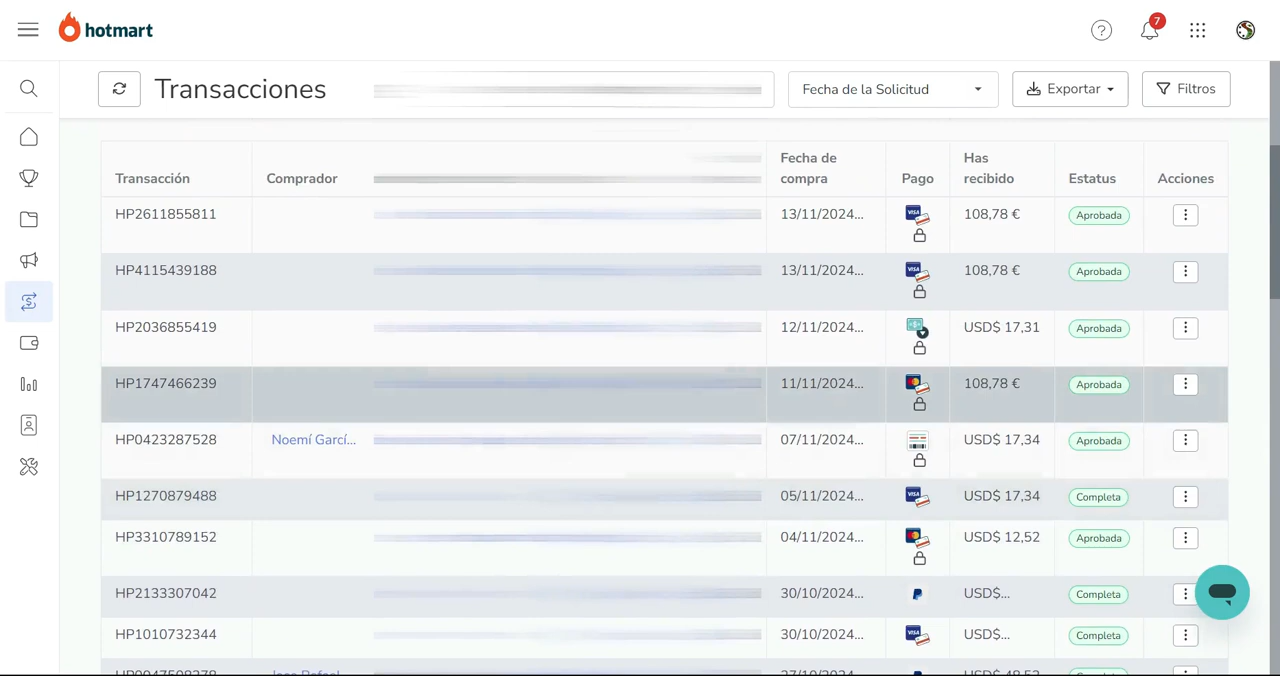 hotmart
7
Transacciones
Fecha de la Solicitud
Exportar
Filtros
Transacción Comprador Fecha de compra Pago Has recibido Estatus Acciones
HP2611855811 13/11/2024... VISA 108,78 € Aprobada
HP4115439188 13/11/2024... VISA 108,78 € Aprobada
HP2036855419 12/11/2024... USD$ 17,31 Aprobada
HP1747466239 11/11/2024... 108,78 € Aprobada
HP0423287528 Noemí Garcí... 07/11/2024... USD$ 17,34 Aprobada
HP1270879488 05/11/2024... VISA USD$ 17,34 Completa
HP3310789152 04/11/2024... USD$ 12,52 Aprobada
HP2133307042 30/10/2024... USD$... Completa
HP1010732344 30/10/2024... VISA USD$... Completa